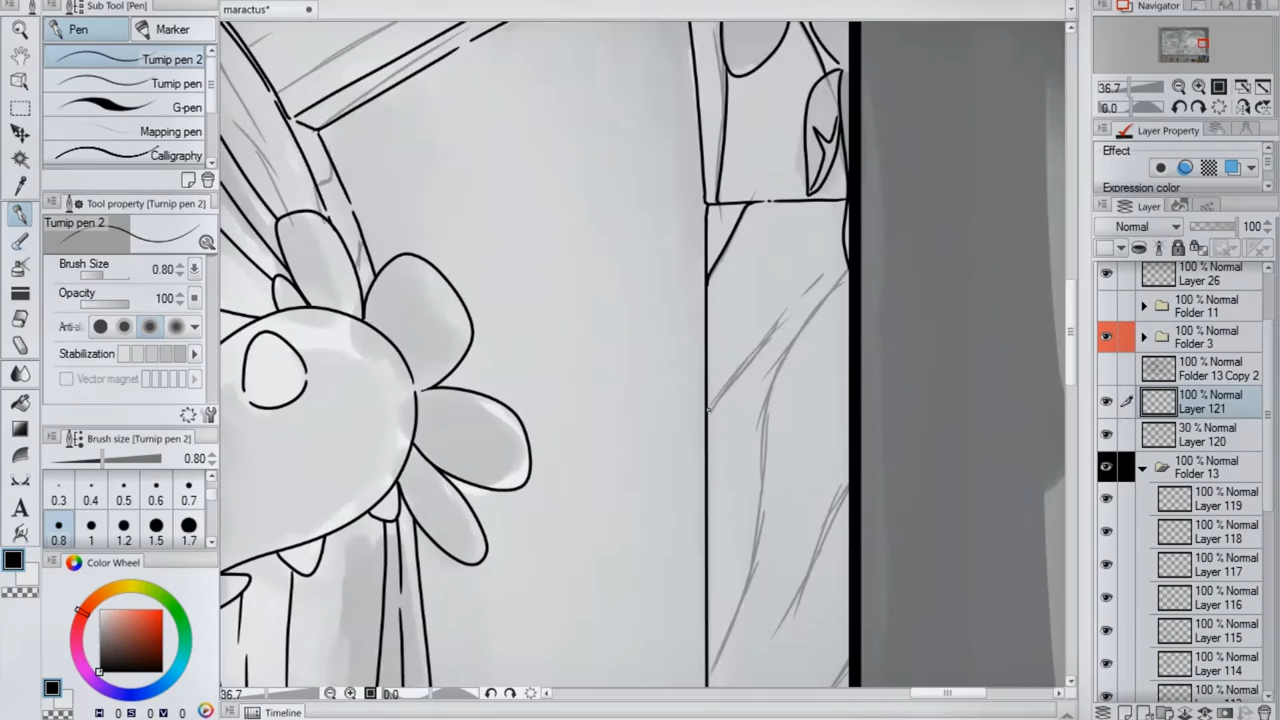 Sub Tool [Pen]
maractus*
Navigator
Pen
Marker
Turnip pen 2
Turnip pen
G-pen
Mapping pen
Calligraphy
36.7
0.0
Layer Property
Effect
Expression color
Tool property [Turnip pen 2]
Turnip pen 2
Layer
Normal
100
Brush Size
0.80
Opacity
100
Anti-al
Stabilization
Vector magnet
100 % Normal
Layer 26
100 % Normal
Folder 11
100 % Normal
Folder 3
100 % Normal
Folder 13 Copy 2
100 % Normal
Layer 121
30 % Normal
Layer 120
100 % Normal
Folder 13
100 % Normal
Layer 119
100 % Normal
Layer 118
100 % Normal
Layer 117
100 % Normal
Layer 116
100 % Normal
Layer 115
100 % Normal
Layer 114
100 % Normal
Brush size [Turnip pen 2]
0.80
0.3 0.4 0.5 0.6 0.7
0.8 1 1.2 1.5 1.7
Color Wheel
H 0 S 0 V 0
36.7
0.0
Timeline